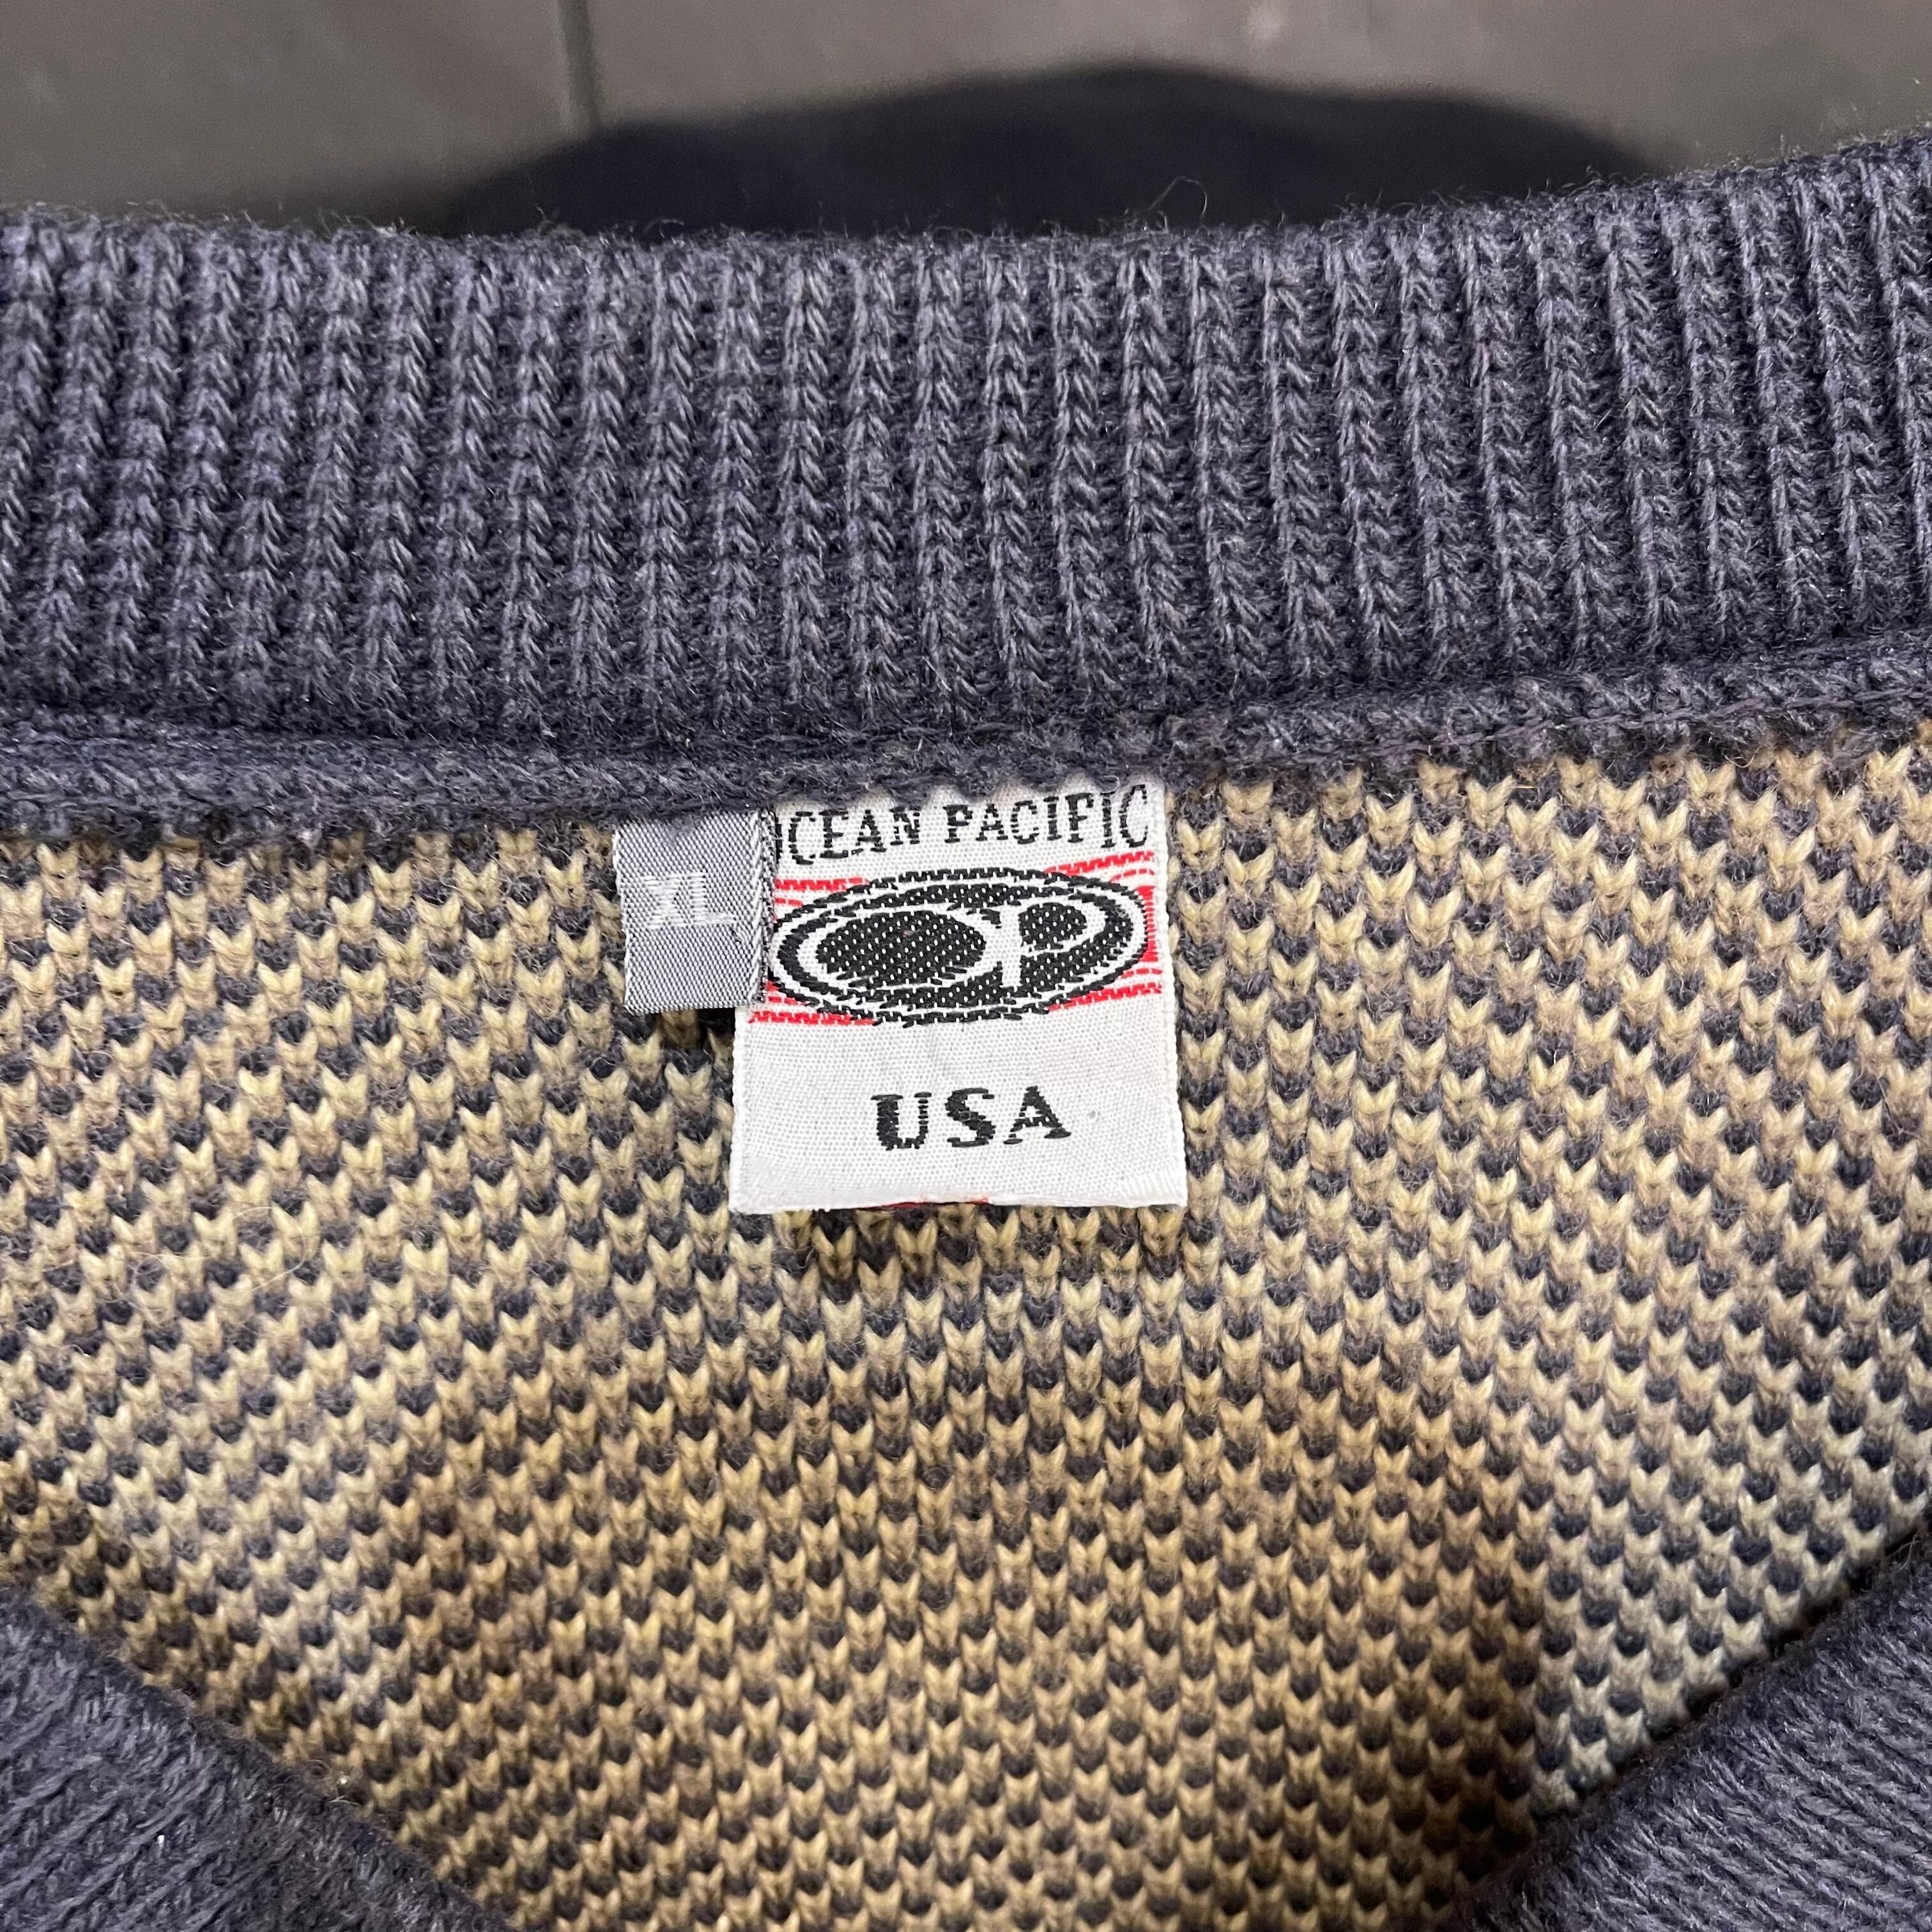 OCEAN PACIFIC
XL
OP
USA